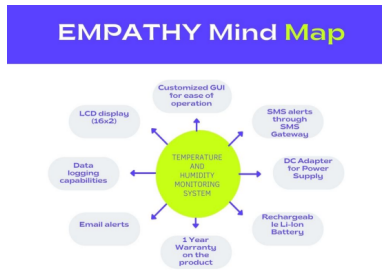 EMPATHY Mind Map
Customized GUI
for ease of
operation
LCD display
(16x2)
SMS alerts
through
SMS
Gateway
TEMPERATURE
AND
HUMIDITY
MONITORING
SYSTEM
Data
logging
capabilities
DC Adapter
for Power
Supply
Email alerts
Rechargeab
le Li-Ion
Battery
1 Year
Warranty
on the
product